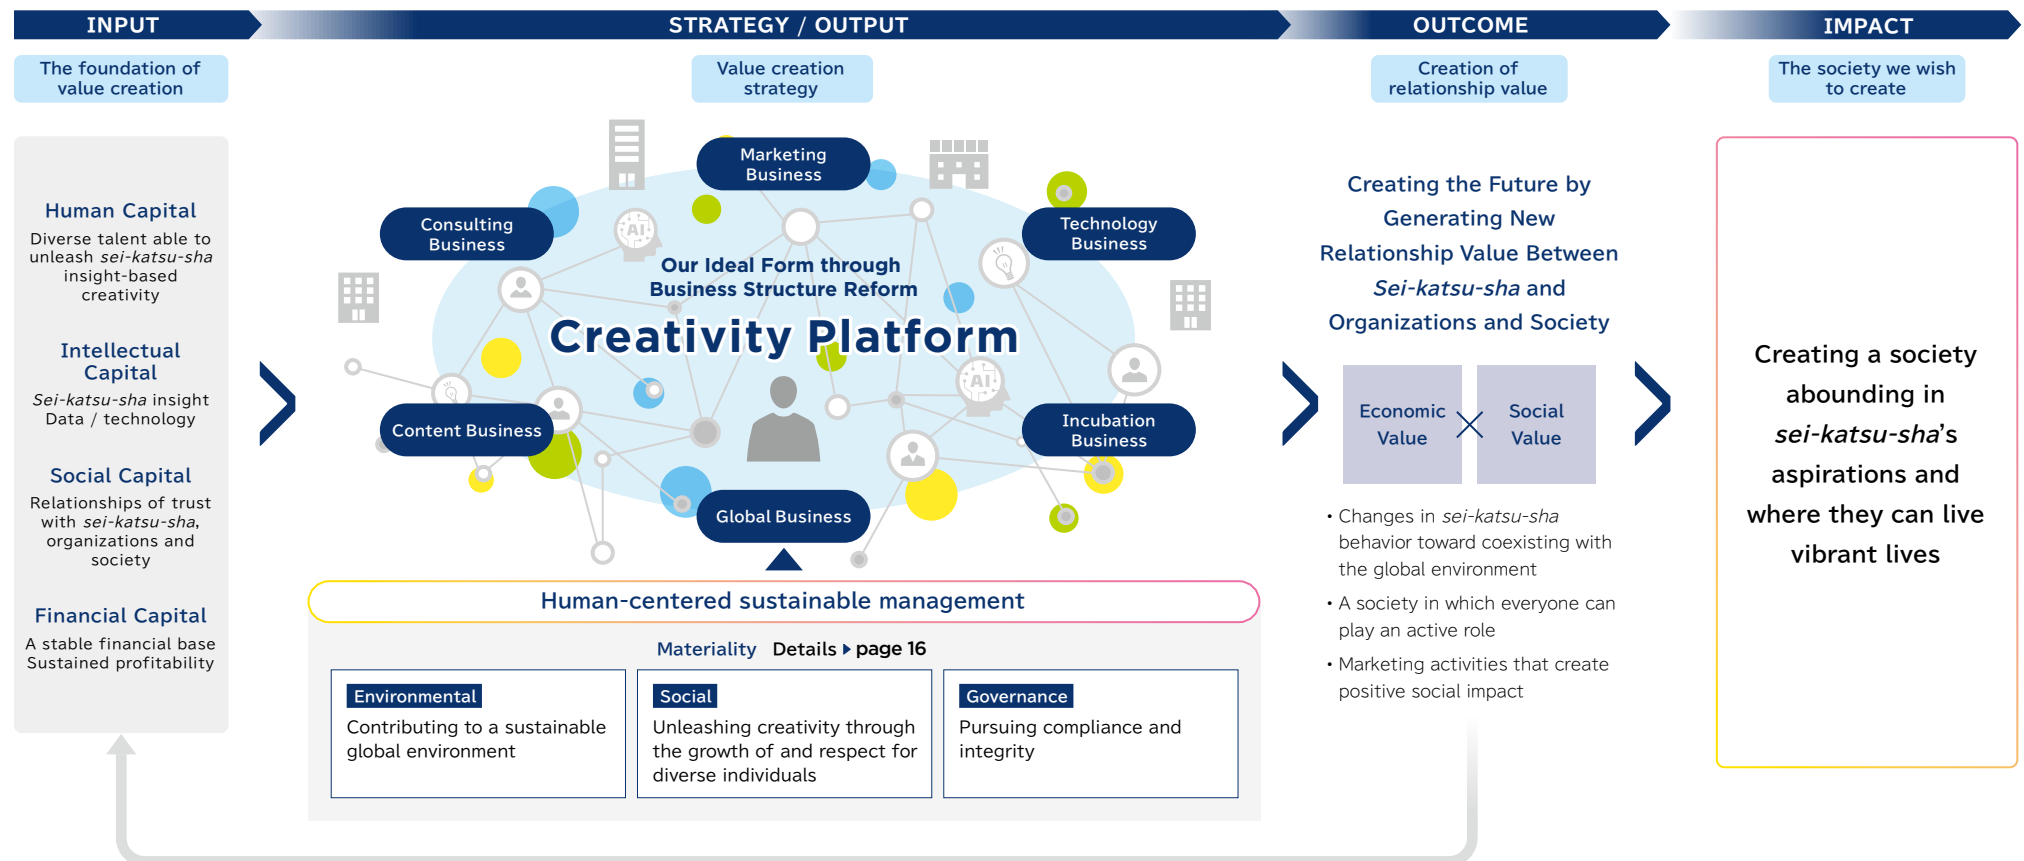 INPUT
STRATEGY / OUTPUT
OUTCOME
IMPACT
The foundation of
value creation
Value creation
strategy
Creation of
relationship value
The society we wish
to create
Human Capital
Diverse talent able to
unleash sei-katsu-sha
insight-based
creativity
Intellectual
Capital
Sei-katsu-sha insight
Data / technology
Social Capital
Relationships of trust
with sei-katsu-sha,
organizations and
society
Financial Capital
A stable financial base
Sustained profitability
Marketing
Business
Consulting
Business
Technology
Business
AI
Our Ideal Form through
Business Structure Reform
Creativity Platform
AI
Content Business
Incubation
Business
Global Business
Human-centered sustainable management
Materiality Details ▶ page 16
Environmental
Contributing to a sustainable
global environment
Social
Unleashing creativity through
the growth of and respect for
diverse individuals
Governance
Pursuing compliance and
integrity
Creating the Future by
Generating New
Relationship Value Between
Sei-katsu-sha and
Organizations and Society
Economic
Value
×
Social
Value
• Changes in sei-katsu-sha
behavior toward coexisting with
the global environment
• A society in which everyone can
play an active role
• Marketing activities that create
positive social impact
Creating a society
abounding in
sei-katsu-sha's
aspirations and
where they can live
vibrant lives